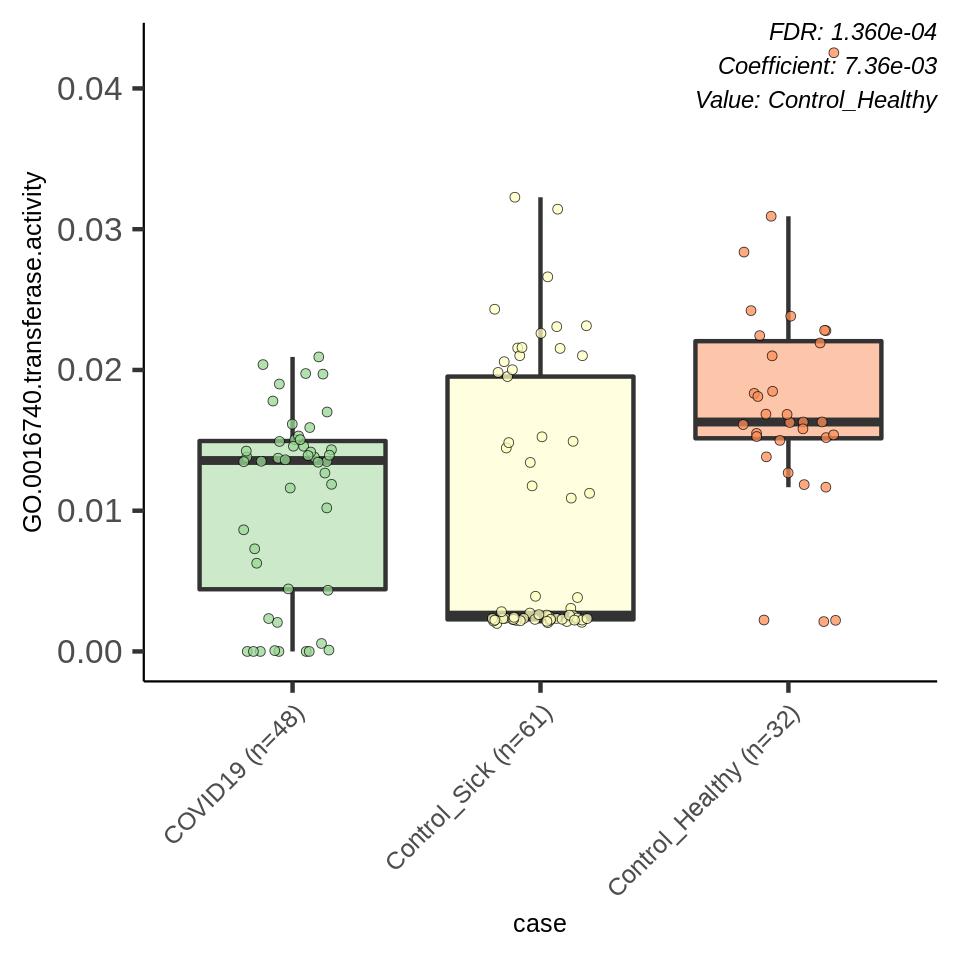 FDR: 1.360e-04
Coefficient: 7.36e-03
Value: Control_Healthy
GO.0016740.transferase.activity
0.04
0.03
0.02
0.01
0.00
COVID19 (n=48)
Control_Sick (n=61)
Control_Healthy (n=32)
case